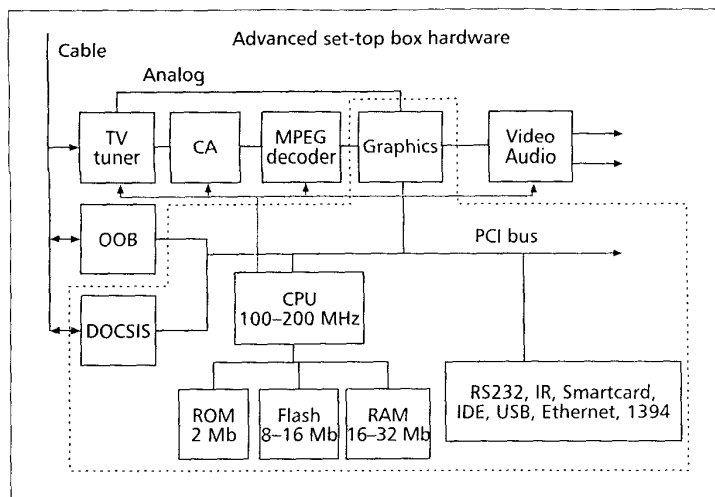 Advanced set-top box hardware
Cable
Analog
TV
tuner
CA
MPEG
decoder
Graphics
Video
Audio
OOB
PCI bus
CPU
100–200 MHz
DOCSIS
ROM
2 Mb
Flash
8–16 Mb
RAM
16–32 Mb
RS232, IR, Smartcard,
IDE, USB, Ethernet, 1394